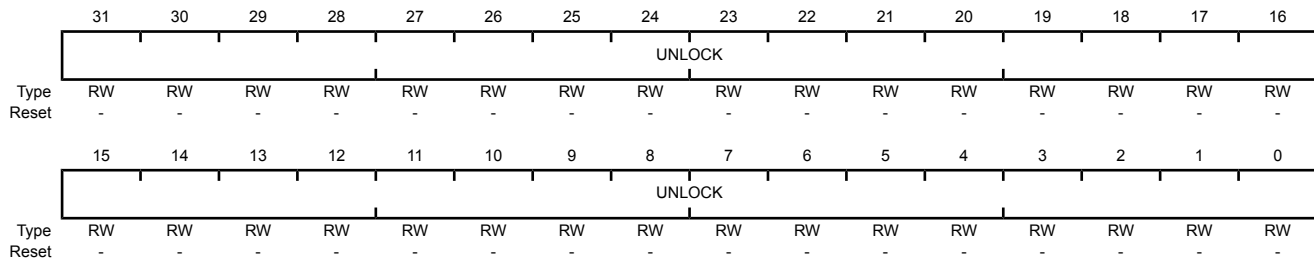 31 30 29 28 27 26 25 24 23 22 21 20 19 18 17 16
UNLOCK
Type RW RW RW RW RW RW RW RW RW RW RW RW RW RW RW RW
Reset - - - - - - - - - - - - - - - -
15 14 13 12 11 10 9 8 7 6 5 4 3 2 1 0
UNLOCK
Type RW RW RW RW RW RW RW RW RW RW RW RW RW RW RW RW
Reset - - - - - - - - - - - - - - - -